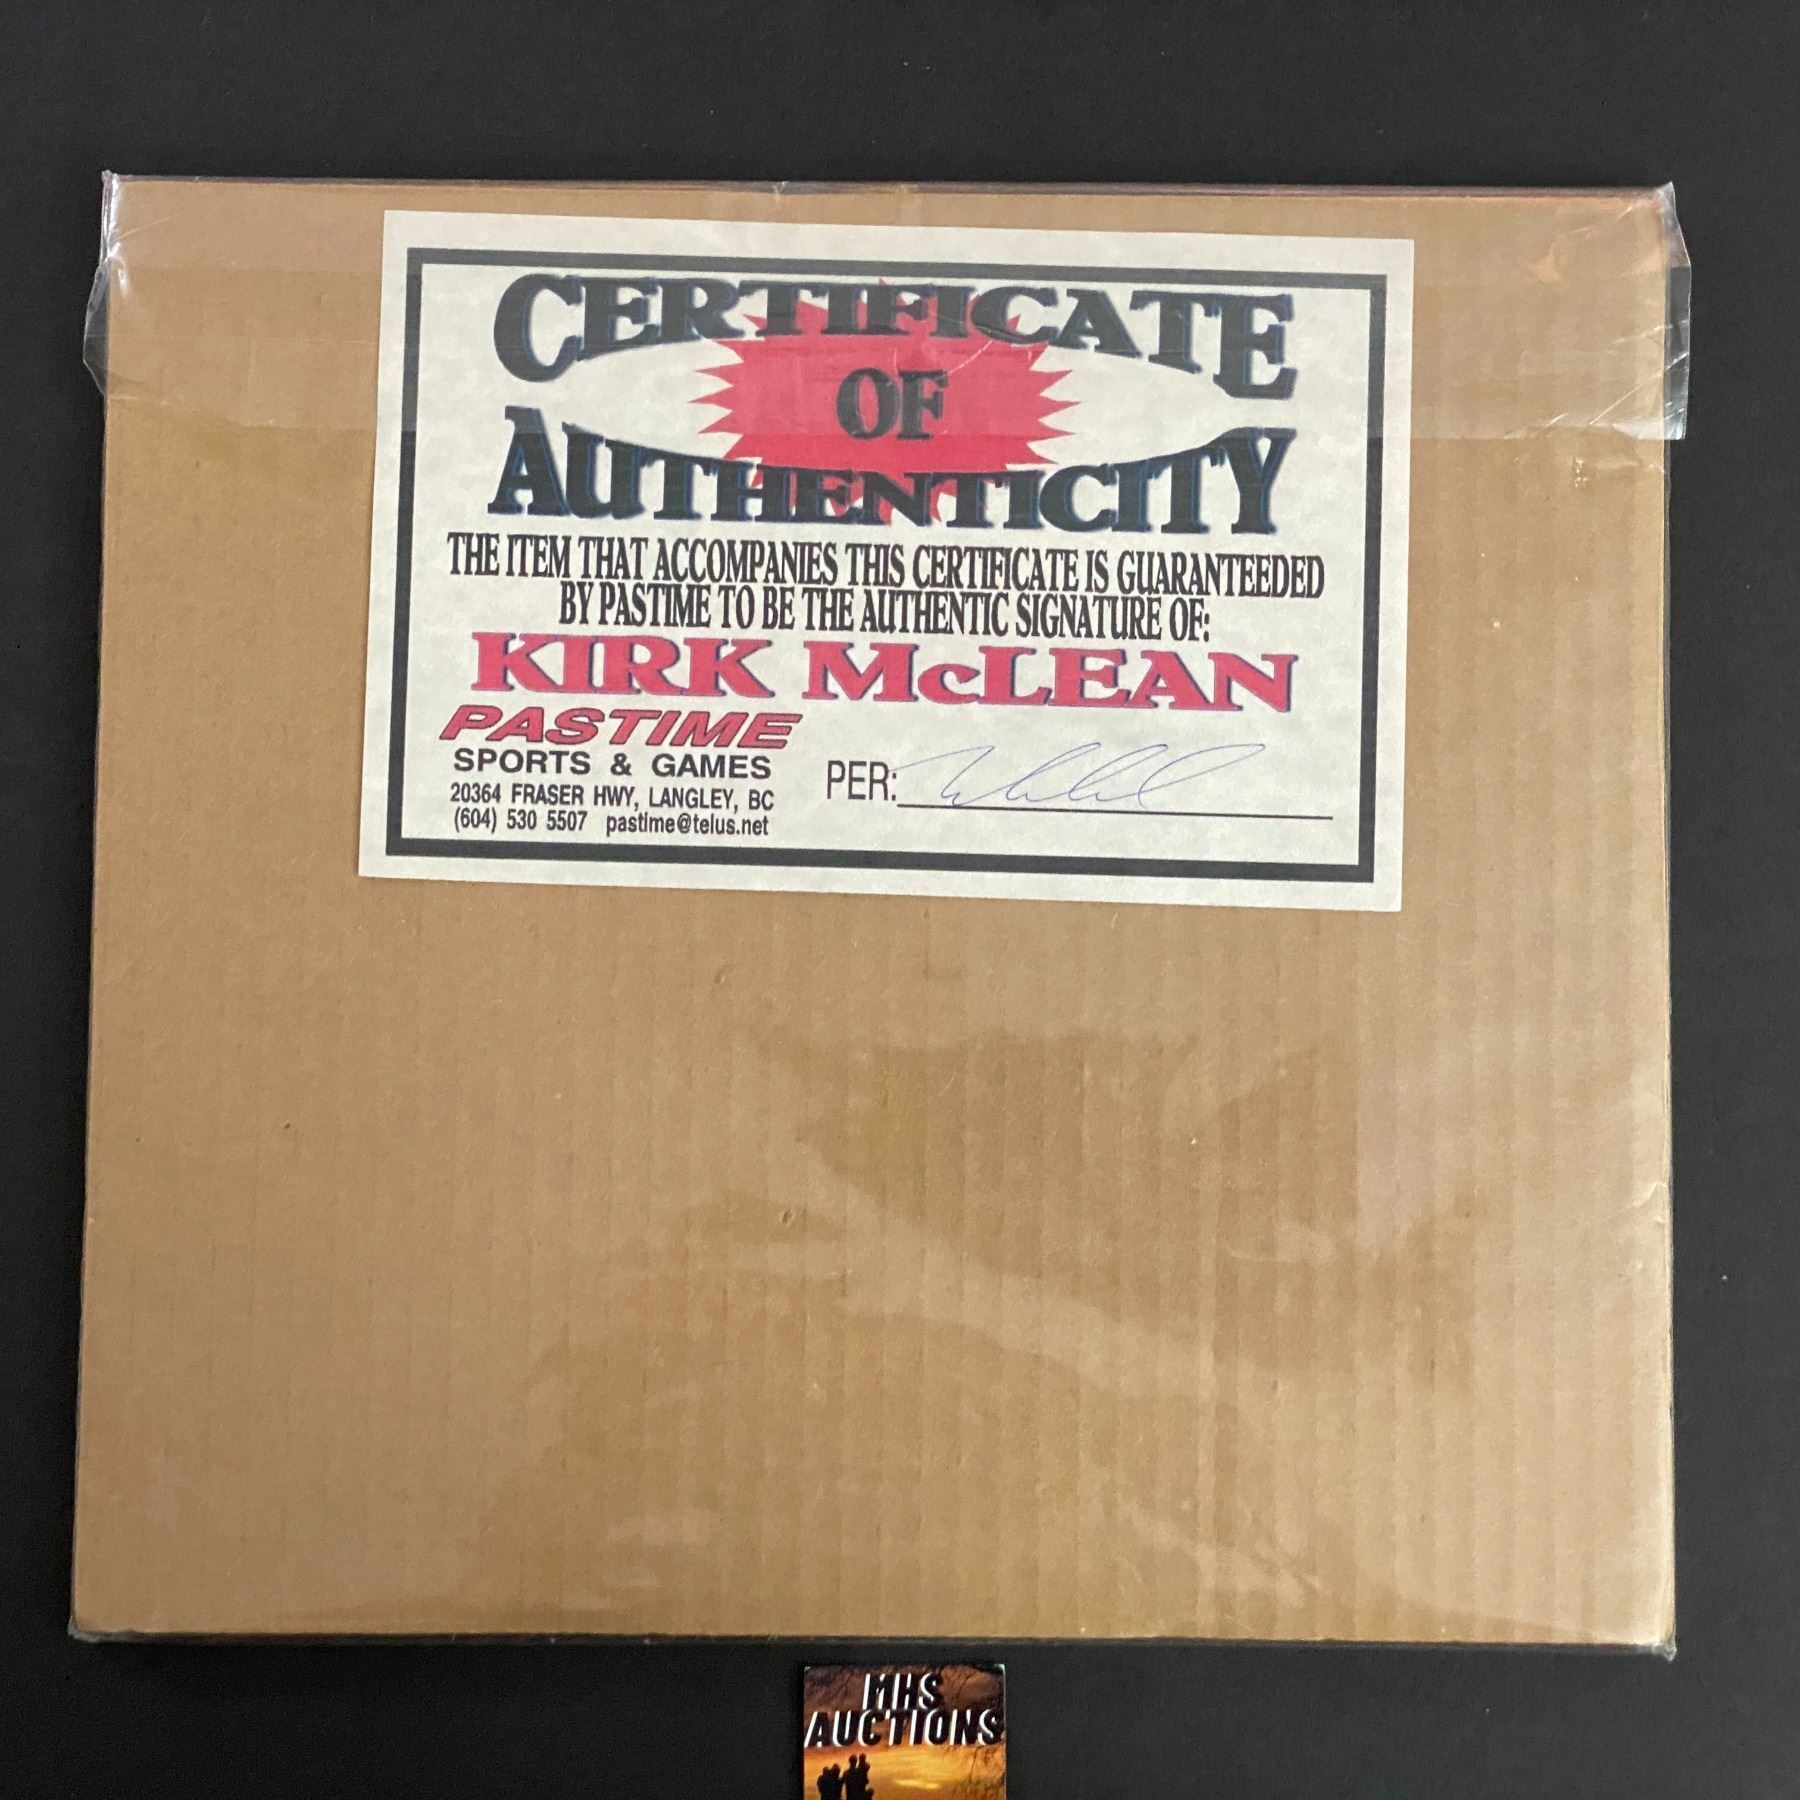 CERTIFICATE
OF
AUTHENTICITY
THE ITEM THAT ACCOMPANIES THIS CERTIFICATE IS GUARANTEEDED
BY PASTIME TO BE THE AUTHENTIC SIGNATURE OF:
KIRK McLEAN
PASTIME
SPORTS & GAMES
20364 FRASER HWY, LANGLEY, BC
(604) 530 5507 pastime@telus.net
PER:
MHS
AUCTIONS